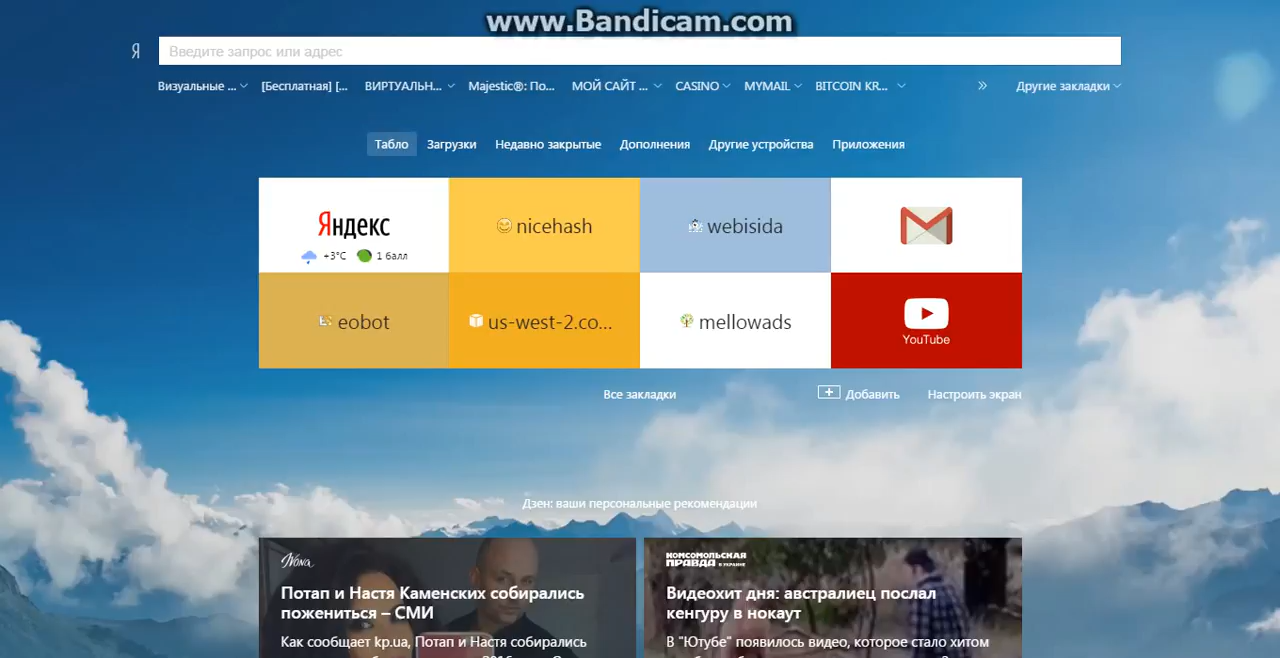 www.Bandicam.com
Я Введите запрос или адрес
Визуальные ... [Бесплатная] [... ВИРТУАЛЬН... Majestic®: По... МОЙ САЙТ ... CASINO MYMAIL BITCOIN KR... » Другие закладки
Табло Загрузки Недавно закрытые Дополнения Другие устройства Приложения
Яндекс
+3°C 1 балл
nicehash
webisida
eobot
us-west-2.co...
mellowads
YouTube
Все закладки Добавить Настроить экран
Дзен: ваши персональные рекомендации
Потап и Настя Каменских собирались
пожениться – СМИ
Как сообщает kp.ua, Потап и Настя собирались
КОМСОМОЛЬСКАЯ
ПРАВДА В УКРАИНЕ
Видеохит дня: австралиец послал
кенгуру в нокаут
В "Ютубе" появилось видео, которое стало хитом